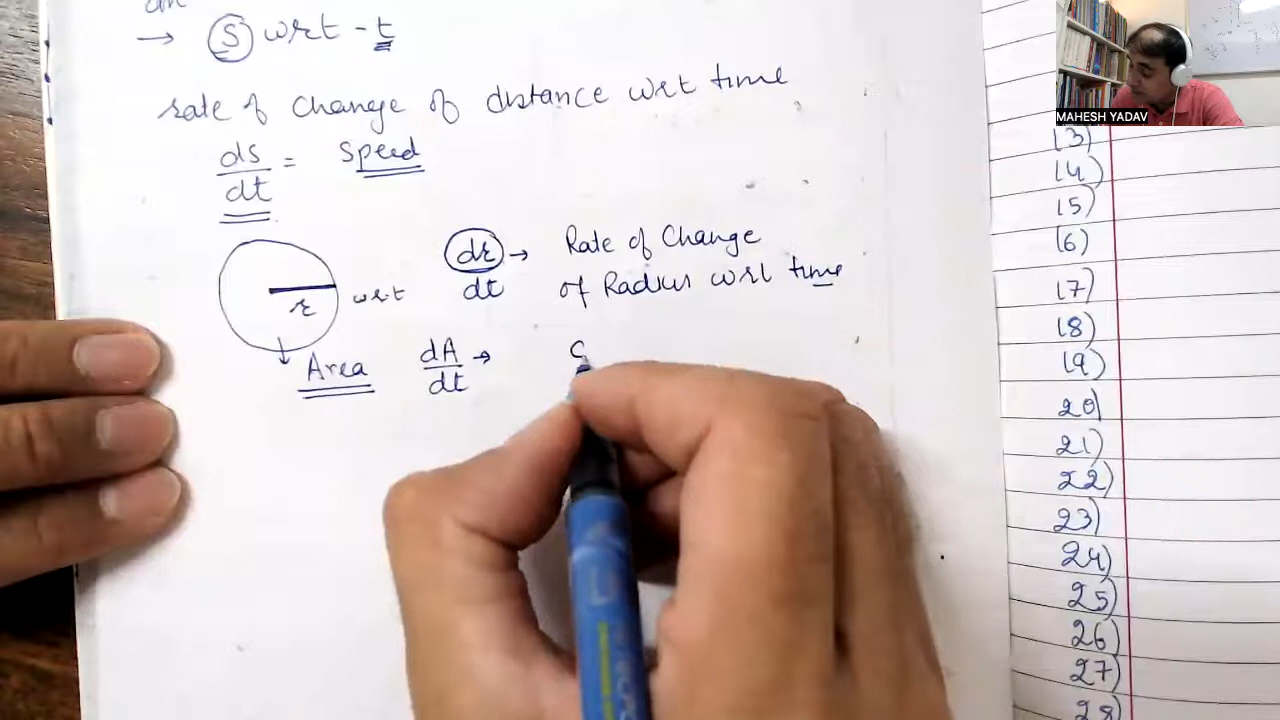 → S wrt - t
rate of change of distance wrt time
ds/dt = speed
r wrt
dr/dt → Rate of Change
of Radius wrt time
↓ Area dA/dt → C
MAHESH YADAV
13)
14)
15)
16)
17)
18)
19)
20)
21)
22)
23)
24)
25)
26)
27)
28)